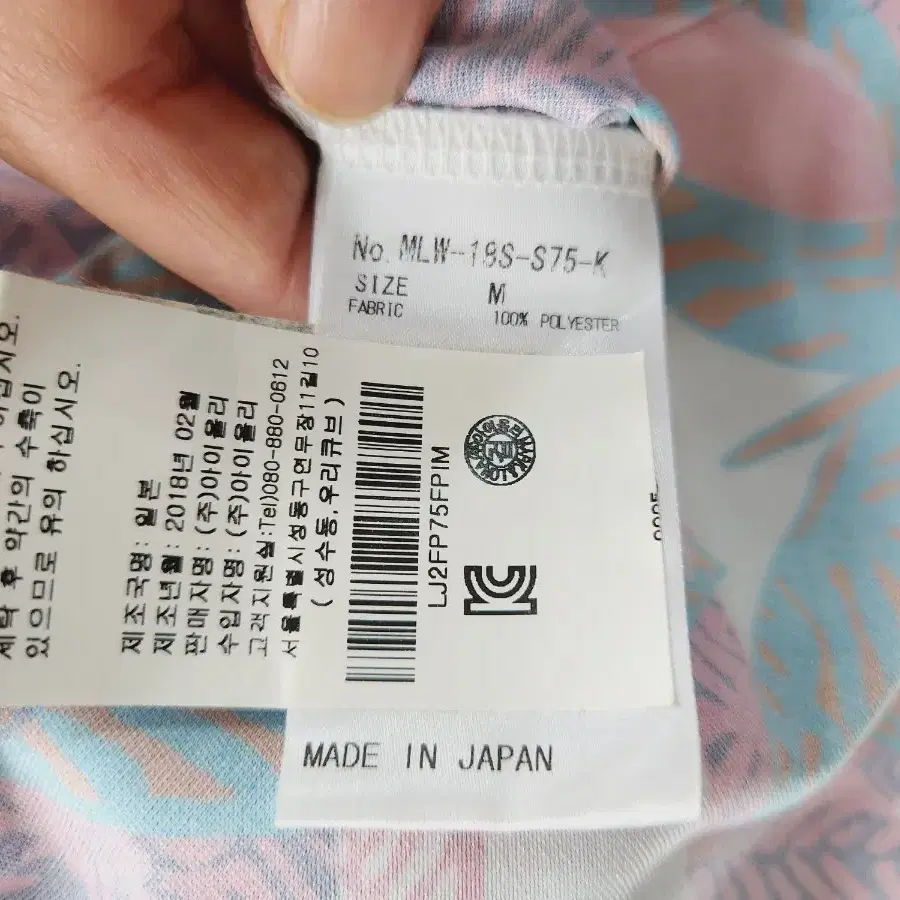 No. MLW-18S-S75-K
SIZE M
FABRIC 100% POLYESTER
후 약간의 수축이
있으므로 유의 하십시오.
제조국명: 일본
제조년월: 2018년 02월
판매자명: (주)아이올리
수입자명: (주)아이올리
고객지원실:Tel)080-880-0812
서울특별시성동구연무장11길10
(성수동,우리큐브)
LJ2FP75FPIM
MADE IN JAPAN